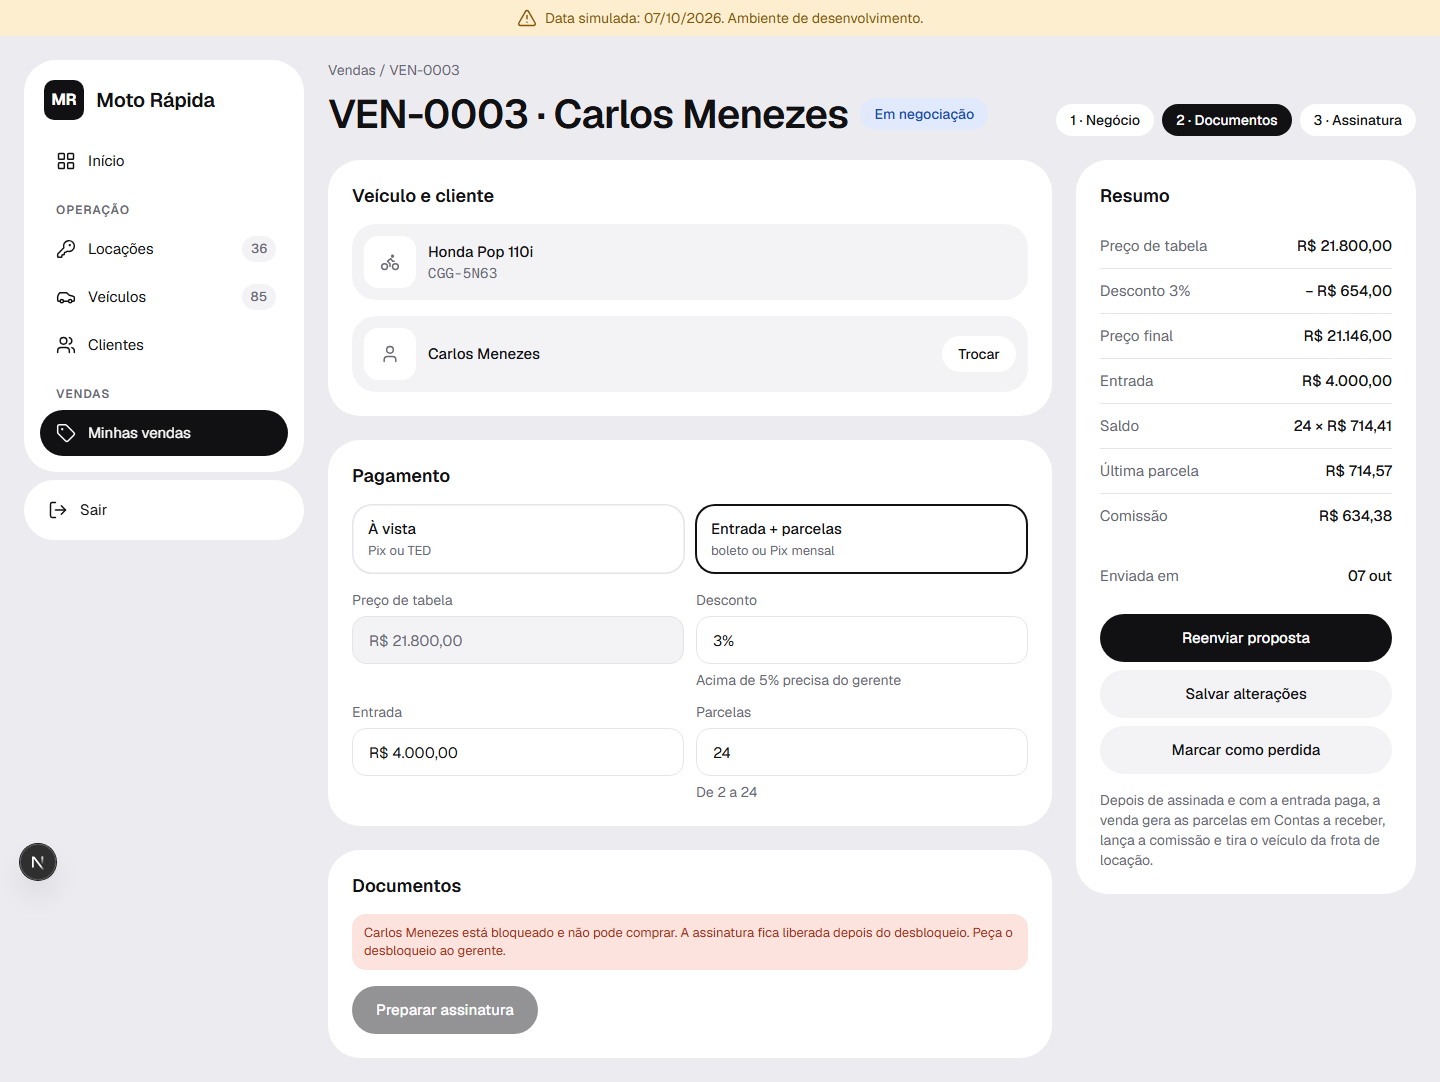 Data simulada: 07/10/2026. Ambiente de desenvolvimento.
MR
Moto Rápida
Início
OPERAÇÃO
Locações
36
Veículos
85
Clientes
VENDAS
Minhas vendas
Sair
Vendas / VEN-0003
VEN-0003 · Carlos Menezes
Em negociação
1 · Negócio
2 · Documentos
3 · Assinatura
Veículo e cliente
Honda Pop 110i
CGG-5N63
Carlos Menezes
Trocar
Pagamento
À vista
Pix ou TED
Entrada + parcelas
boleto ou Pix mensal
Preço de tabela
R$ 21.800,00
Desconto
3%
Acima de 5% precisa do gerente
Entrada
R$ 4.000,00
Parcelas
24
De 2 a 24
Documentos
Carlos Menezes está bloqueado e não pode comprar. A assinatura fica liberada depois do desbloqueio. Peça o
desbloqueio ao gerente.
Preparar assinatura
Resumo
Preço de tabela R$ 21.800,00
Desconto 3% – R$ 654,00
Preço final R$ 21.146,00
Entrada R$ 4.000,00
Saldo 24 × R$ 714,41
Última parcela R$ 714,57
Comissão R$ 634,38
Enviada em 07 out
Reenviar proposta
Salvar alterações
Marcar como perdida
Depois de assinada e com a entrada paga, a
venda gera as parcelas em Contas a receber,
lança a comissão e tira o veículo da frota de
locação.
N